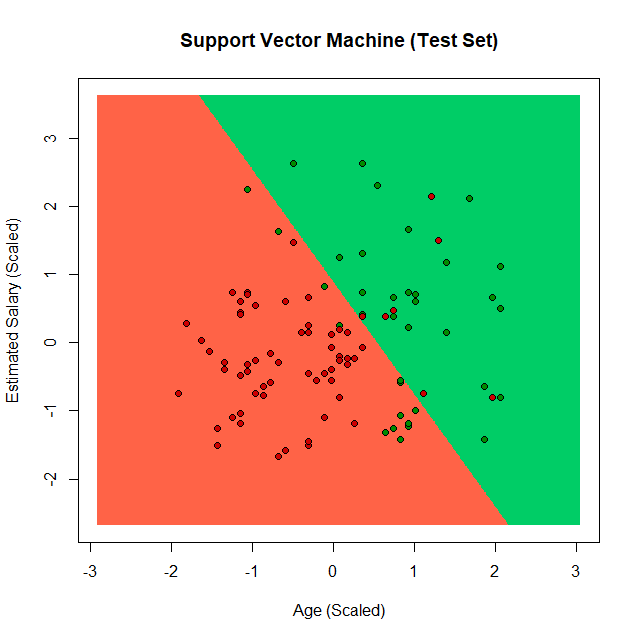 Support Vector Machine (Test Set)
3
2
1
0
-1
-2
Estimated Salary (Scaled)
-3 -2 -1 0 1 2 3
Age (Scaled)